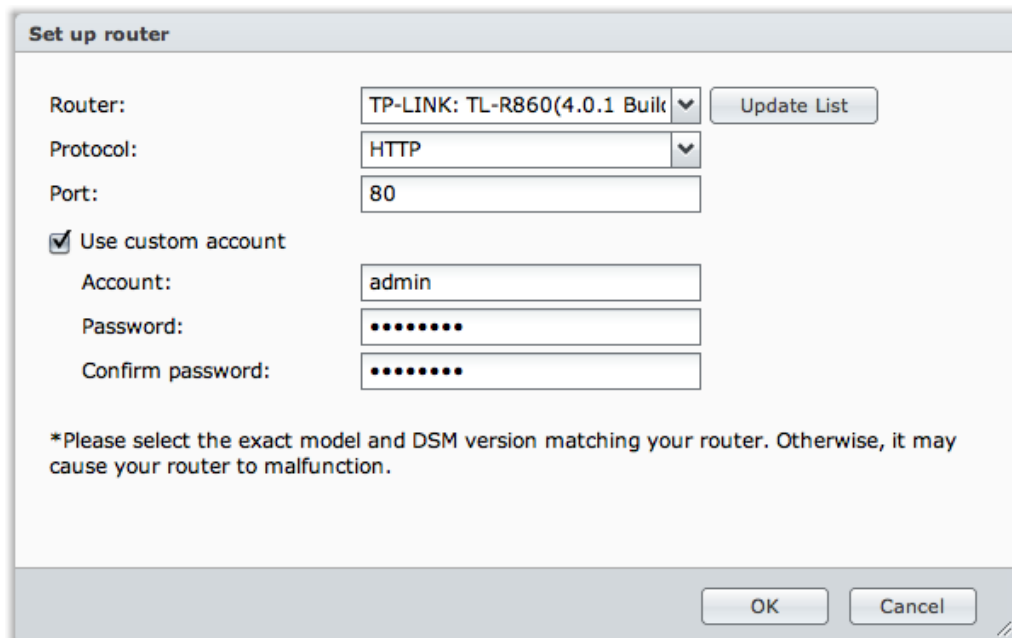 Set up router
Router: TP-LINK: TL-R860(4.0.1 Buil Update List
Protocol: HTTP
Port: 80
Use custom account
Account: admin
Password: ••••••••
Confirm password: ••••••••
*Please select the exact model and DSM version matching your router. Otherwise, it may
cause your router to malfunction.
OK Cancel